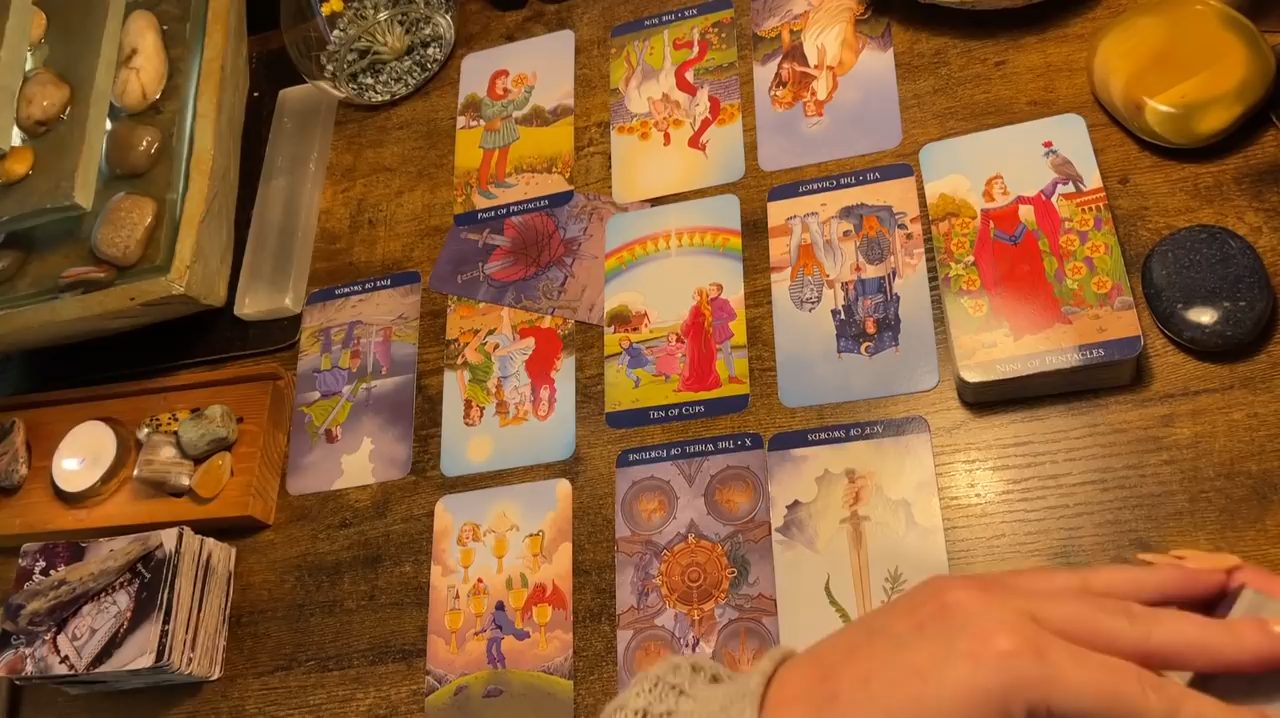 XIX • THE SUN
PAGE OF PENTACLES
VII • THE CHARIOT
NINE OF PENTACLES
FIVE OF SWORDS
TEN OF CUPS
X • THE WHEEL OF FORTUNE
ACE OF SWORDS